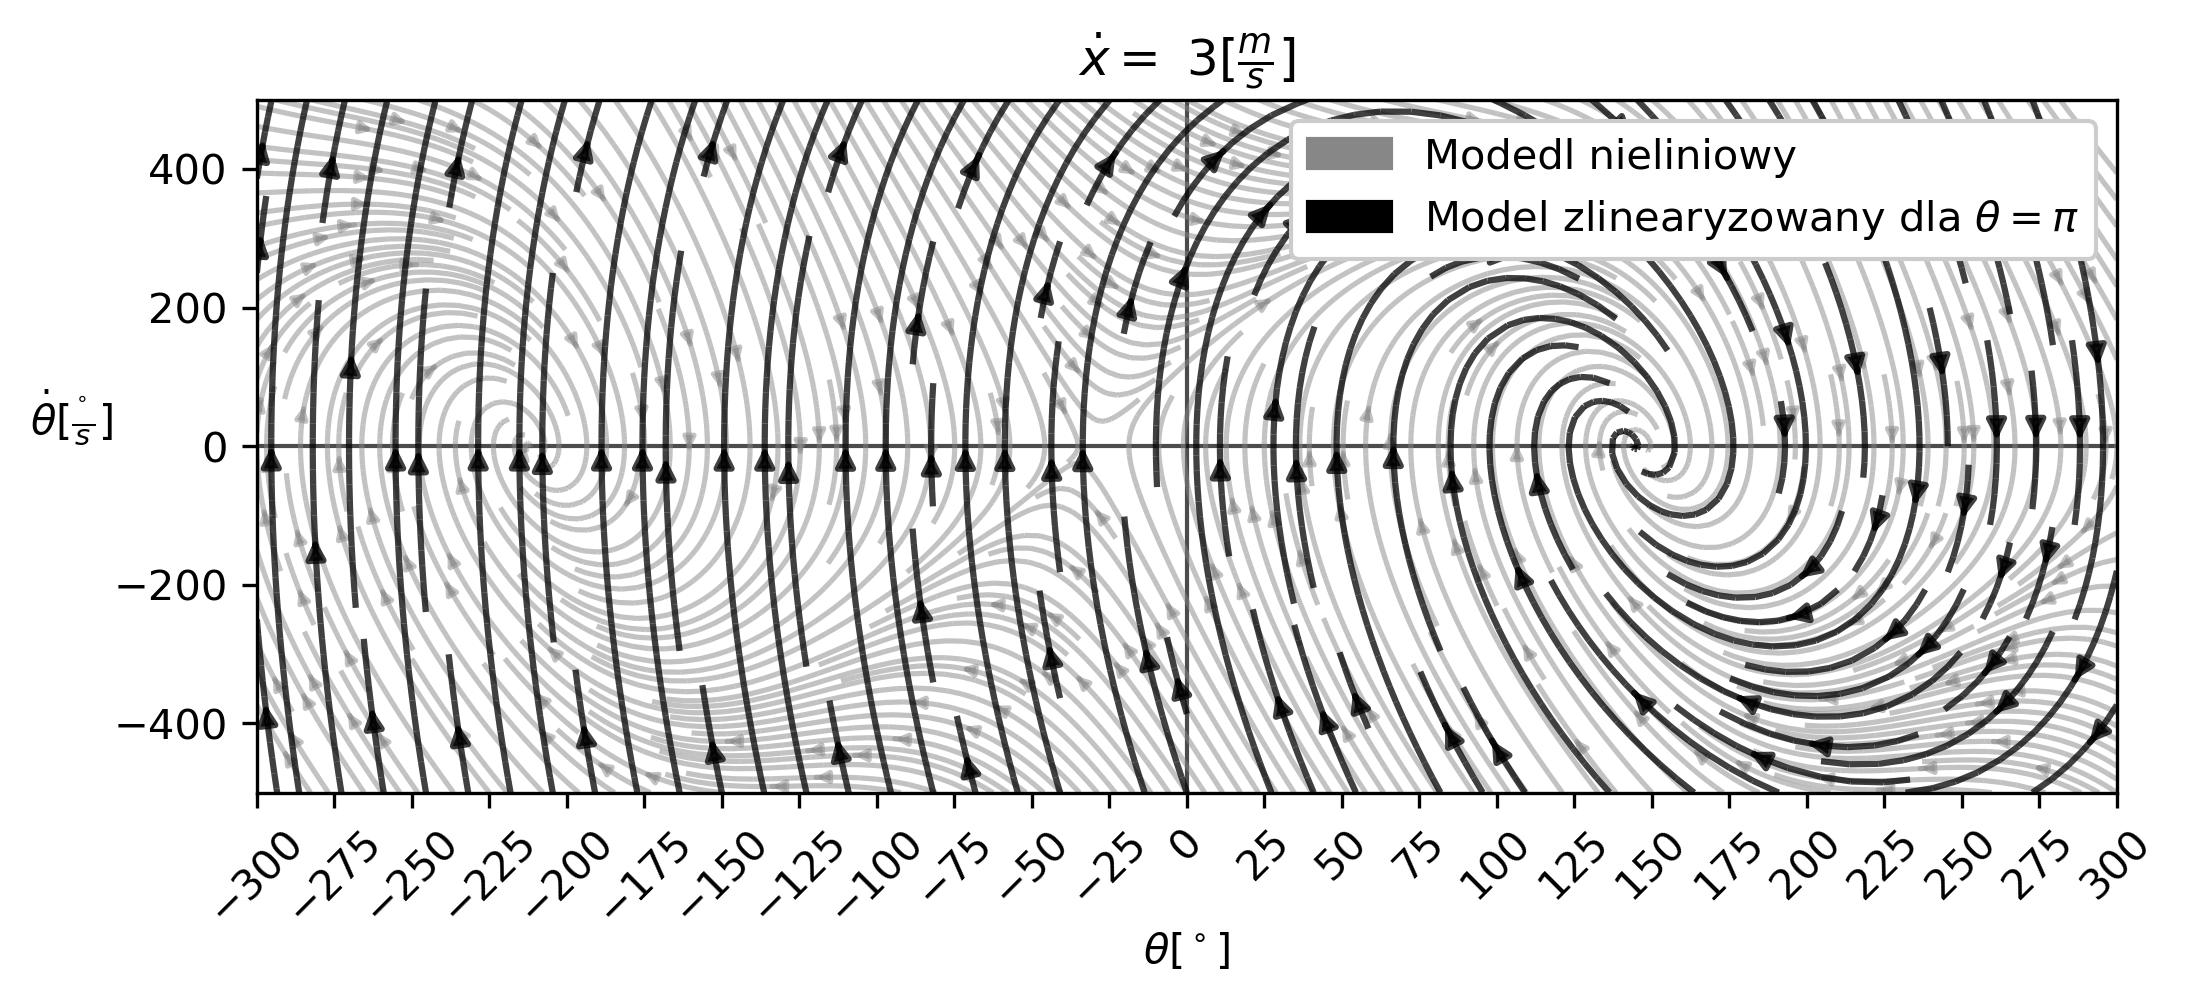 ẋ = 3[m/s]
Modedl nieliniowy
Model zlinearyzowany dla θ = π
400
200
0
−200
−400
θ̇[°/s]
−300 −275 −250 −225 −200 −175 −150 −125 −100 −75 −50 −25 0 25 50 75 100 125 150 175 200 225 250 275 300
θ[°]